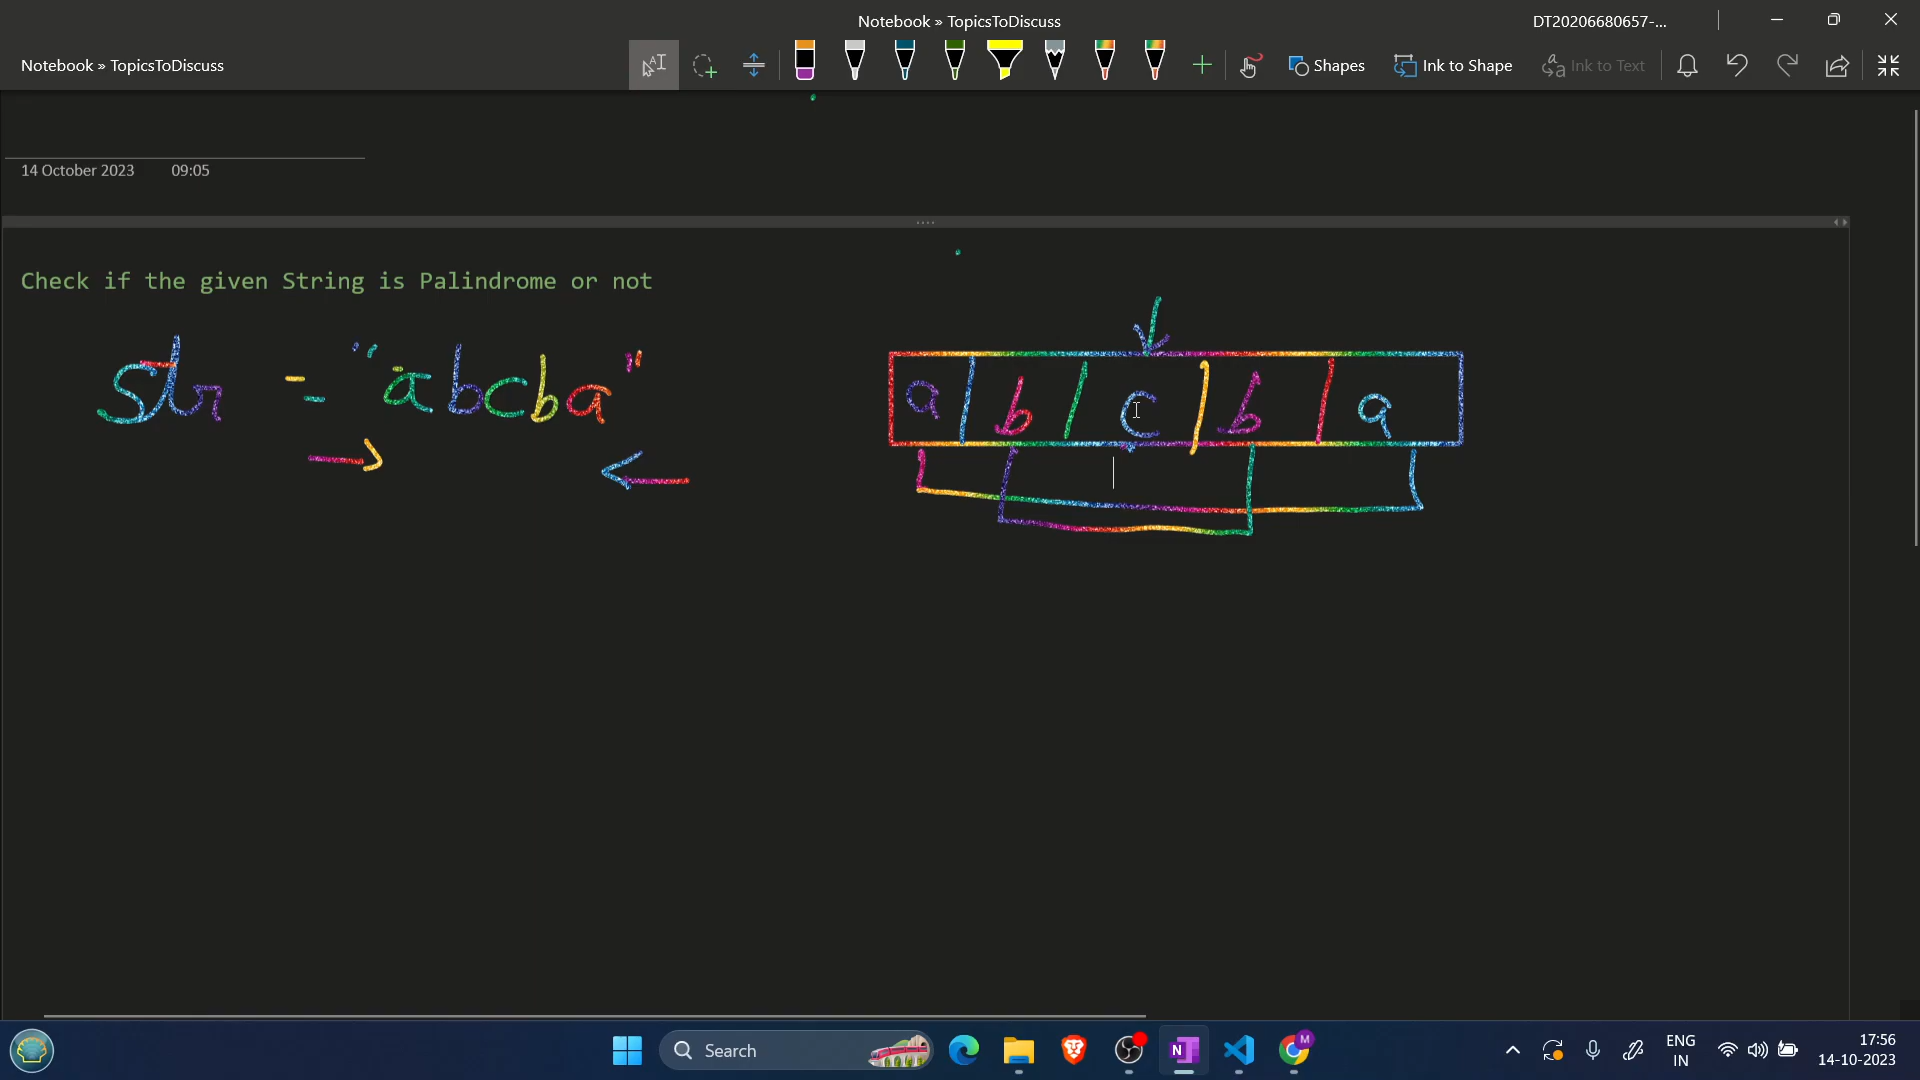 Notebook » TopicsToDiscuss
DT20206680657-...
Notebook » TopicsToDiscuss
Shapes
Ink to Shape
Ink to Text
14 October 2023 09:05
Check if the given String is Palindrome or not
Str = "abcba"
a b c b a
Search
ENG
IN
17:56
14-10-2023